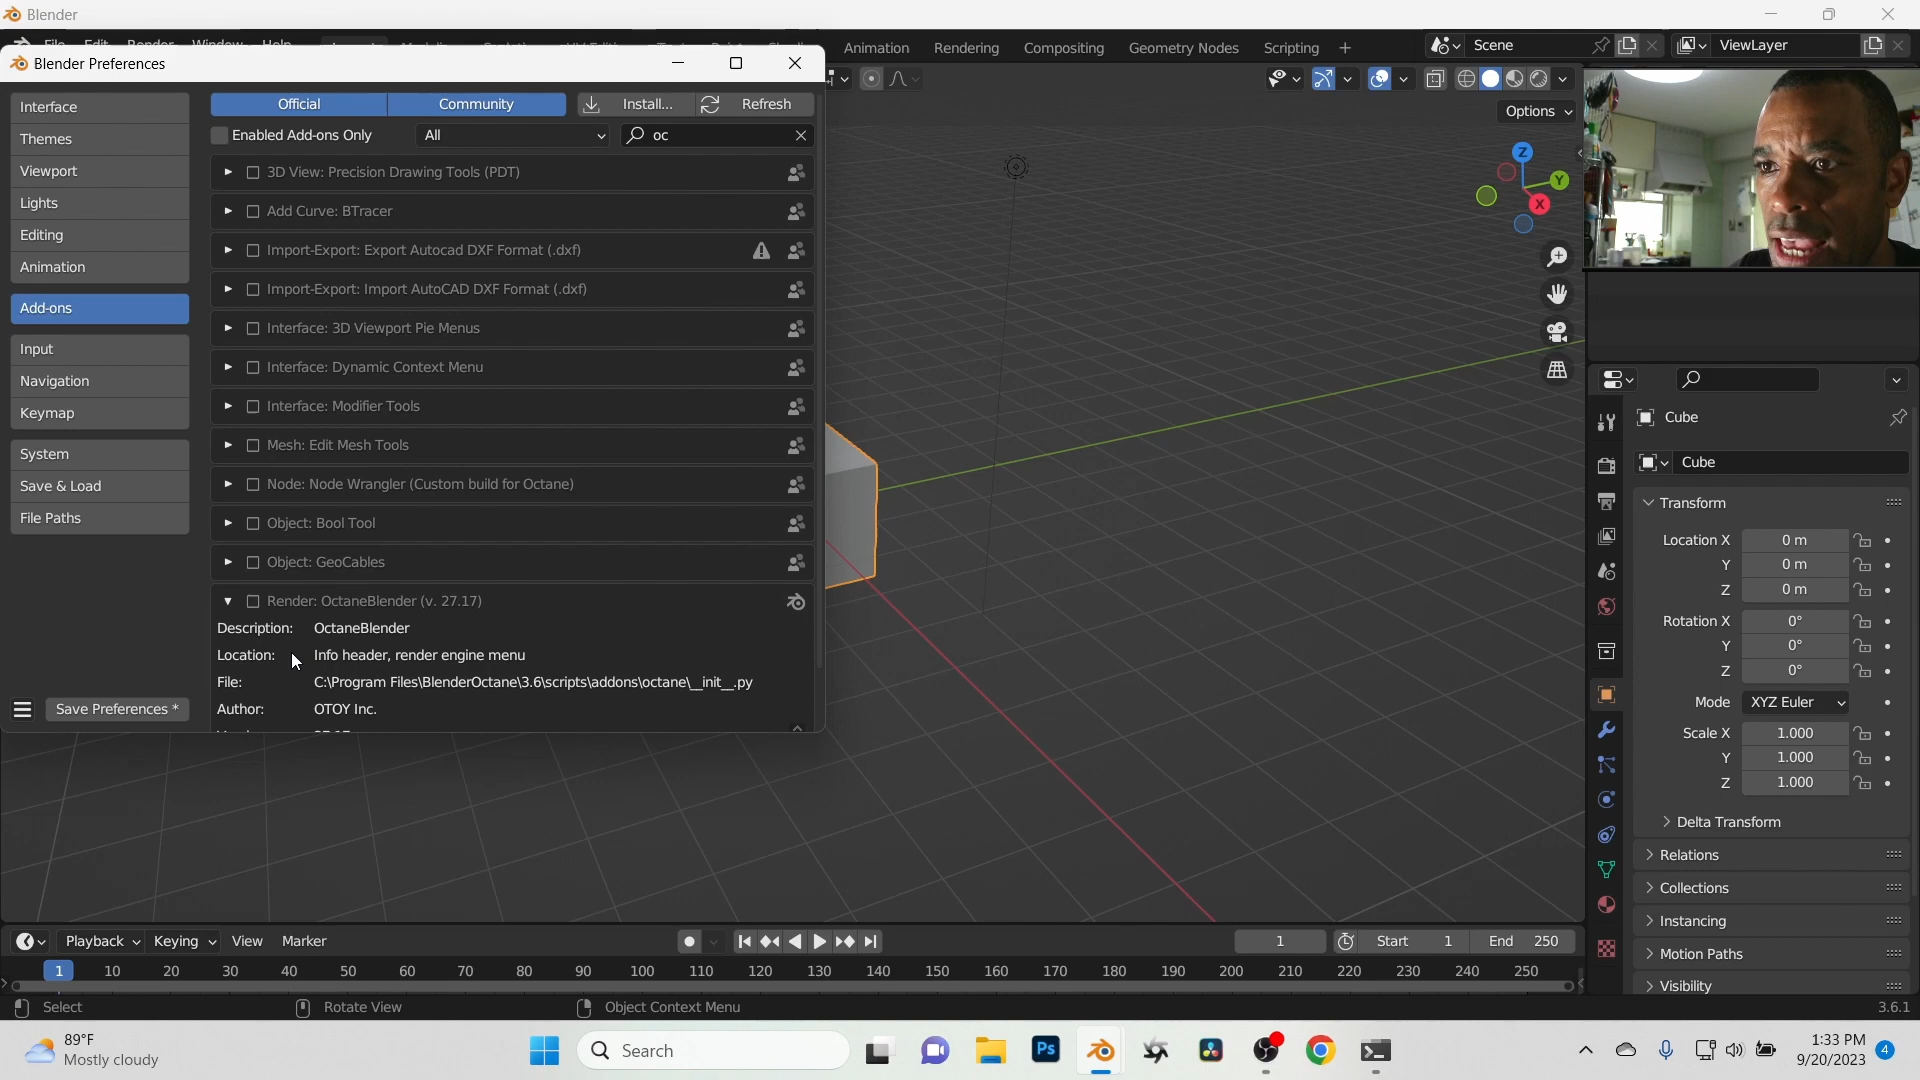 Blender
File Edit Render Window Help
Animation Rendering Compositing Geometry Nodes Scripting +
Scene
ViewLayer
Blender Preferences
Interface
Themes
Viewport
Lights
Editing
Animation
Add-ons
Input
Navigation
Keymap
System
Save & Load
File Paths
Save Preferences *
Official Community Install... Refresh
Enabled Add-ons Only All oc
3D View: Precision Drawing Tools (PDT)
Add Curve: BTracer
Import-Export: Export Autocad DXF Format (.dxf)
Import-Export: Import AutoCAD DXF Format (.dxf)
Interface: 3D Viewport Pie Menus
Interface: Dynamic Context Menu
Interface: Modifier Tools
Mesh: Edit Mesh Tools
Node: Node Wrangler (Custom build for Octane)
Object: Bool Tool
Object: GeoCables
Render: OctaneBlender (v. 27.17)
Description: OctaneBlender
Location: Info header, render engine menu
File: C:\Program Files\BlenderOctane\3.6\scripts\addons\octane\__init__.py
Author: OTOY Inc.
Options
Z
Y
X
Cube
Cube
Transform
Location X 0 m
Y 0 m
Z 0 m
Rotation X 0°
Y 0°
Z 0°
Mode XYZ Euler
Scale X 1.000
Y 1.000
Z 1.000
Delta Transform
Relations
Collections
Instancing
Motion Paths
Visibility
Playback Keying View Marker
1 Start 1 End 250
1 10 20 30 40 50 60 70 80 90 100 110 120 130 140 150 160 170 180 190 200 210 220 230 240 250
Select Rotate View Object Context Menu 3.6.1
89°F
Mostly cloudy
Search
Ps
1:33 PM
9/20/2023
4